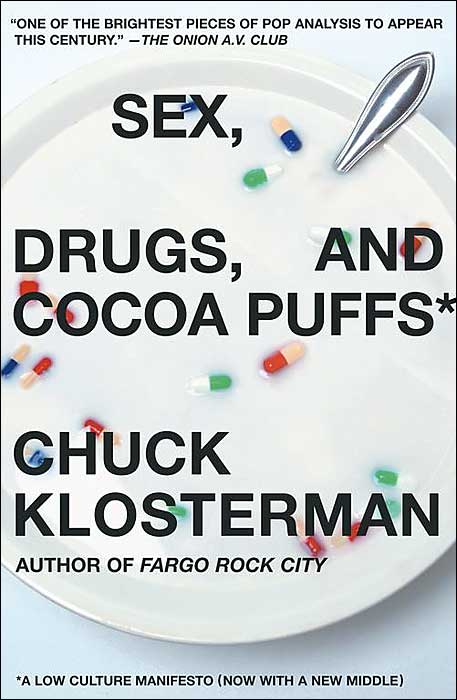 "ONE OF THE BRIGHTEST PIECES OF POP ANALYSIS TO APPEAR
THIS CENTURY." —THE ONION A.V. CLUB
SEX,
DRUGS, AND
COCOA PUFFS*
CHUCK
KLOSTERMAN
AUTHOR OF FARGO ROCK CITY
*A LOW CULTURE MANIFESTO (NOW WITH A NEW MIDDLE)